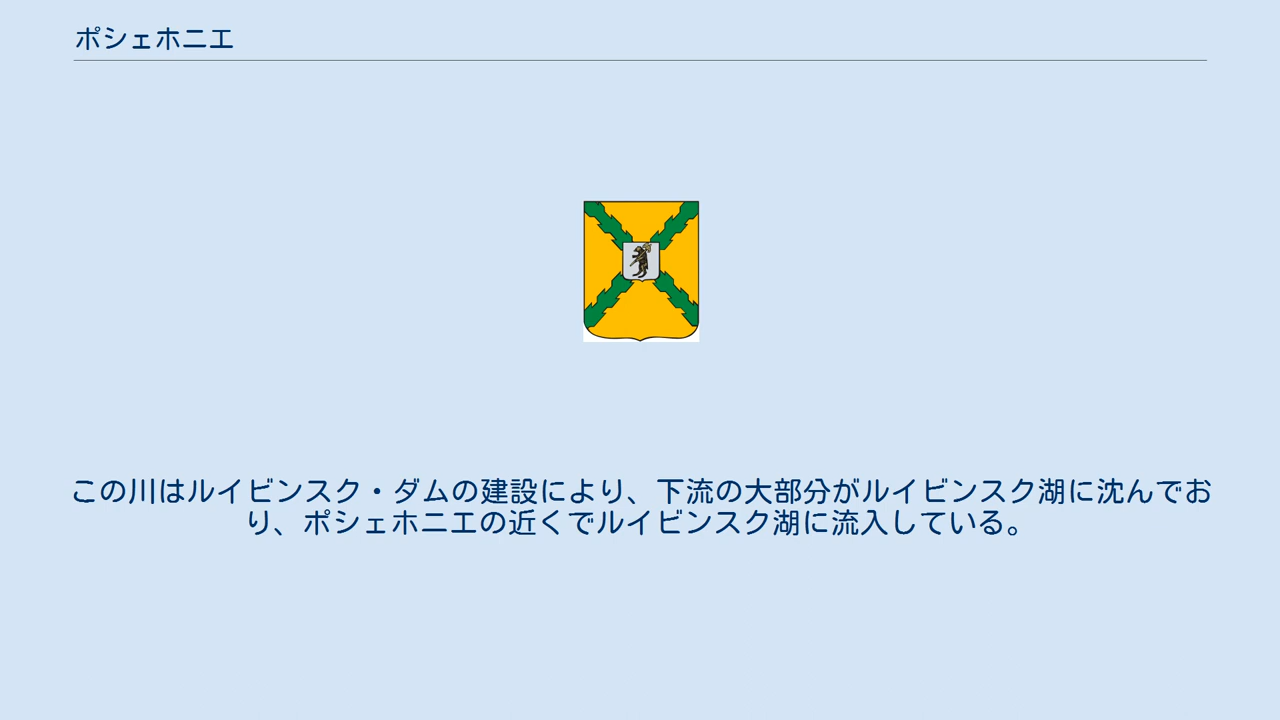 ポシェホニエ
この川はルイビンスク・ダムの建設により、下流の大部分がルイビンスク湖に沈んでお
り、ポシェホニエの近くでルイビンスク湖に流入している。